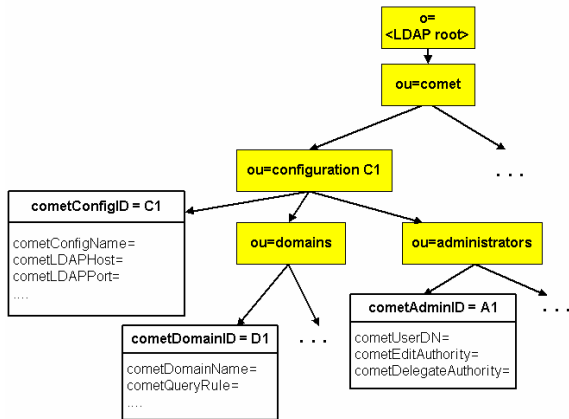 o=
<LDAP root>
ou=comet
ou=configuration C1
. . .
cometConfigID = C1
cometConfigName=
cometLDAPHost=
cometLDAPPort=
....
ou=domains
ou=administrators
cometDomainID = D1
cometDomainName=
cometQueryRule=
....
. . .
cometAdminID = A1
cometUserDN=
cometEditAuthority=
cometDelegateAuthority=
. . .